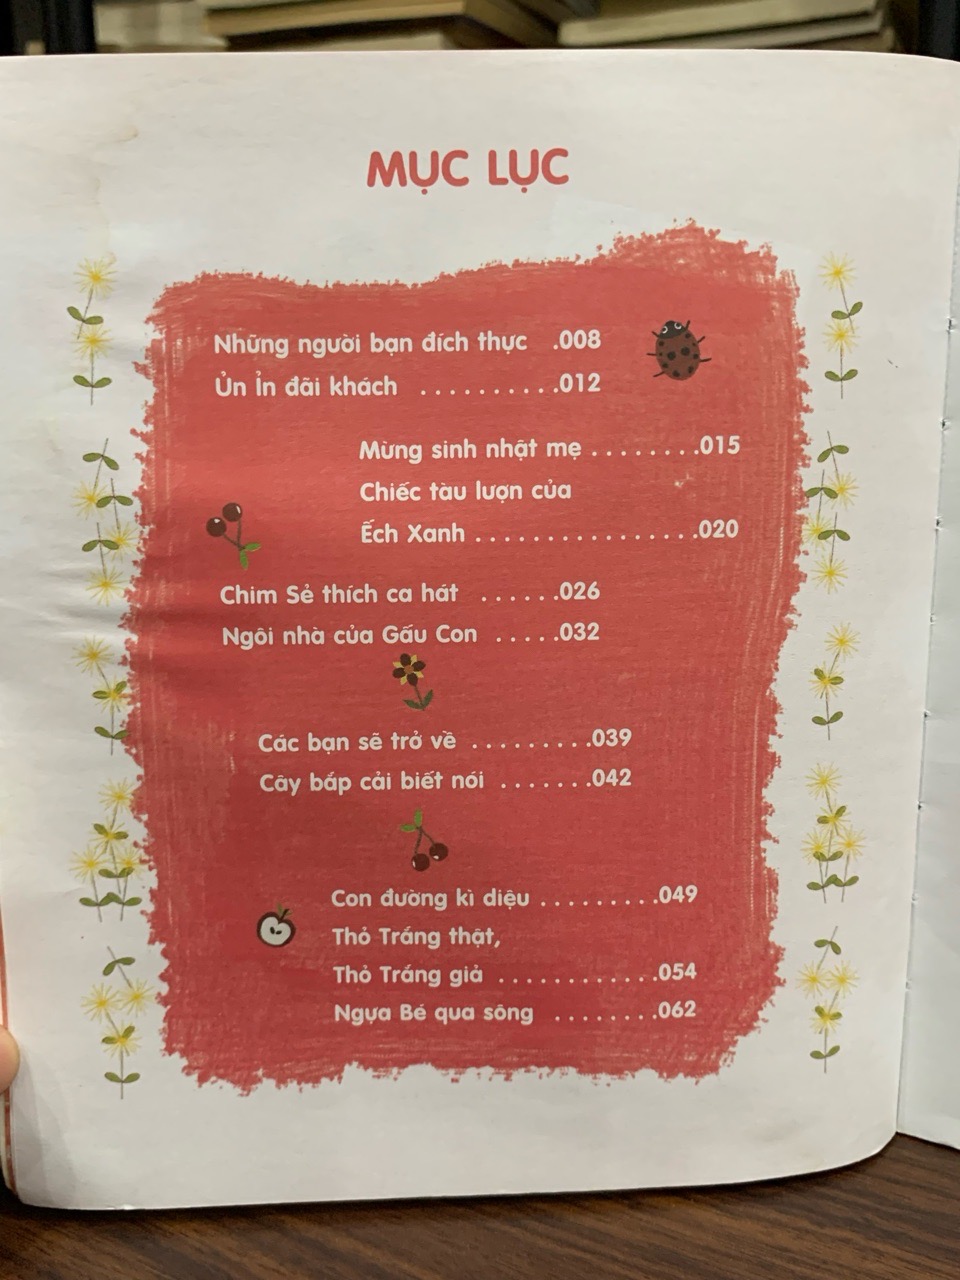 MỤC LỤC
Những người bạn đích thực .008
Ủn Ỉn đãi khách ..........012
Mừng sinh nhật mẹ ........015
Chiếc tàu lượn của
Ếch Xanh ................020
Chim Sẻ thích ca hát ......026
Ngôi nhà của Gấu Con .....032
Các bạn sẽ trở về .........039
Cây bắp cải biết nói .......042
Con đường kì diệu .........049
Thỏ Trắng thật,
Thỏ Trắng giả ............054
Ngựa Bé qua sông ........062